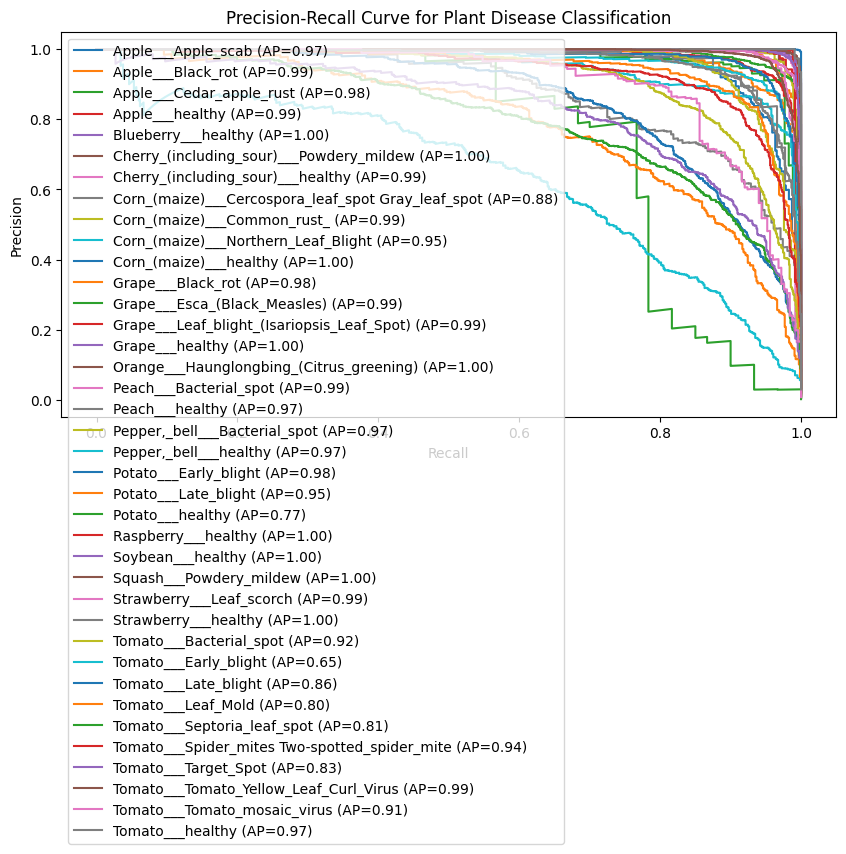 Precision-Recall Curve for Plant Disease Classification
Precision
1.0
0.8
0.6
0.4
0.2
0.0
Apple___Apple_scab (AP=0.97)
Apple___Black_rot (AP=0.99)
Apple___Cedar_apple_rust (AP=0.98)
Apple___healthy (AP=0.99)
Blueberry___healthy (AP=1.00)
Cherry_(including_sour)___Powdery_mildew (AP=1.00)
Cherry_(including_sour)___healthy (AP=0.99)
Corn_(maize)___Cercospora_leaf_spot Gray_leaf_spot (AP=0.88)
Corn_(maize)___Common_rust_ (AP=0.99)
Corn_(maize)___Northern_Leaf_Blight (AP=0.95)
Corn_(maize)___healthy (AP=1.00)
Grape___Black_rot (AP=0.98)
Grape___Esca_(Black_Measles) (AP=0.99)
Grape___Leaf_blight_(Isariopsis_Leaf_Spot) (AP=0.99)
Grape___healthy (AP=1.00)
Orange___Haunglongbing_(Citrus_greening) (AP=1.00)
Peach___Bacterial_spot (AP=0.99)
Peach___healthy (AP=0.97)
Pepper,_bell___Bacterial_spot (AP=0.97)
Pepper,_bell___healthy (AP=0.97)
Potato___Early_blight (AP=0.98)
Potato___Late_blight (AP=0.95)
Potato___healthy (AP=0.77)
Raspberry___healthy (AP=1.00)
Soybean___healthy (AP=1.00)
Squash___Powdery_mildew (AP=1.00)
Strawberry___Leaf_scorch (AP=0.99)
Strawberry___healthy (AP=1.00)
Tomato___Bacterial_spot (AP=0.92)
Tomato___Early_blight (AP=0.65)
Tomato___Late_blight (AP=0.86)
Tomato___Leaf_Mold (AP=0.80)
Tomato___Septoria_leaf_spot (AP=0.81)
Tomato___Spider_mites Two-spotted_spider_mite (AP=0.94)
Tomato___Target_Spot (AP=0.83)
Tomato___Tomato_Yellow_Leaf_Curl_Virus (AP=0.99)
Tomato___Tomato_mosaic_virus (AP=0.91)
Tomato___healthy (AP=0.97)
0.0 0.2 0.4 0.6 0.8 1.0
Recall